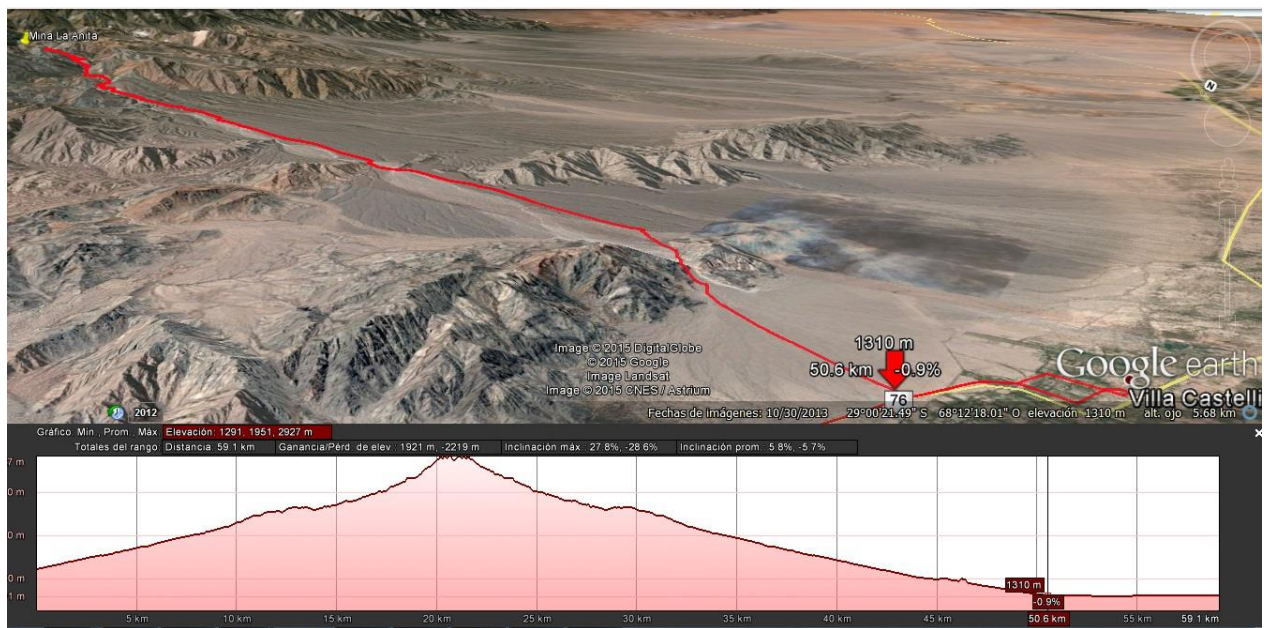 Mina La Anita
N
1310 m
50.6 km -0.9%
76
Google earth
Villa Castelli
Image © 2015 DigitalGlobe
© 2015 Google
Image Landsat
Image © 2015 CNES / Astrium
2012
Fechas de imágenes: 10/30/2013 29°00'21.49" S 68°12'18.01" O elevación 1310 m alt. ojo 5.68 km
Gráfico: Mín., Prom., Máx. Elevación: 1291, 1951, 2927 m
Totales del rango: Distancia: 59.1 km Ganancia/Pérd. de elev.: 1921 m, -2219 m Inclinación máx.: 27.8%, -28.6% Inclinación prom.: 5.8%, -5.7%
7 m
0 m
0 m
0 m
1 m
1310 m
-0.9%
5 km 10 km 15 km 20 km 25 km 30 km 35 km 40 km 45 km 50.6 km 55 km 59.1 km